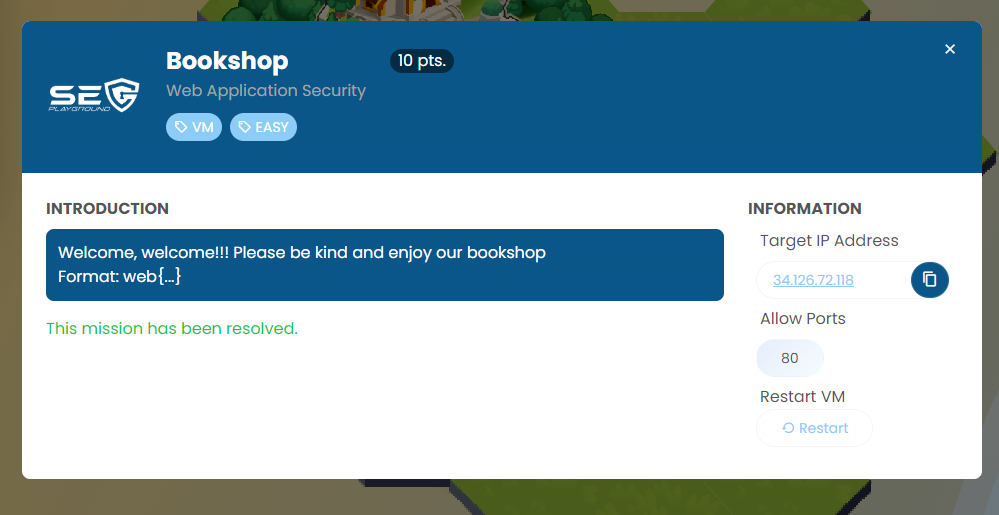 Bookshop
10 pts.
Web Application Security
VM
EASY
SEC
PLAYGROUND
INTRODUCTION
Welcome, welcome!!! Please be kind and enjoy our bookshop
Format: web{...}
This mission has been resolved.
INFORMATION
Target IP Address
34.126.72.118
Allow Ports
80
Restart VM
Restart